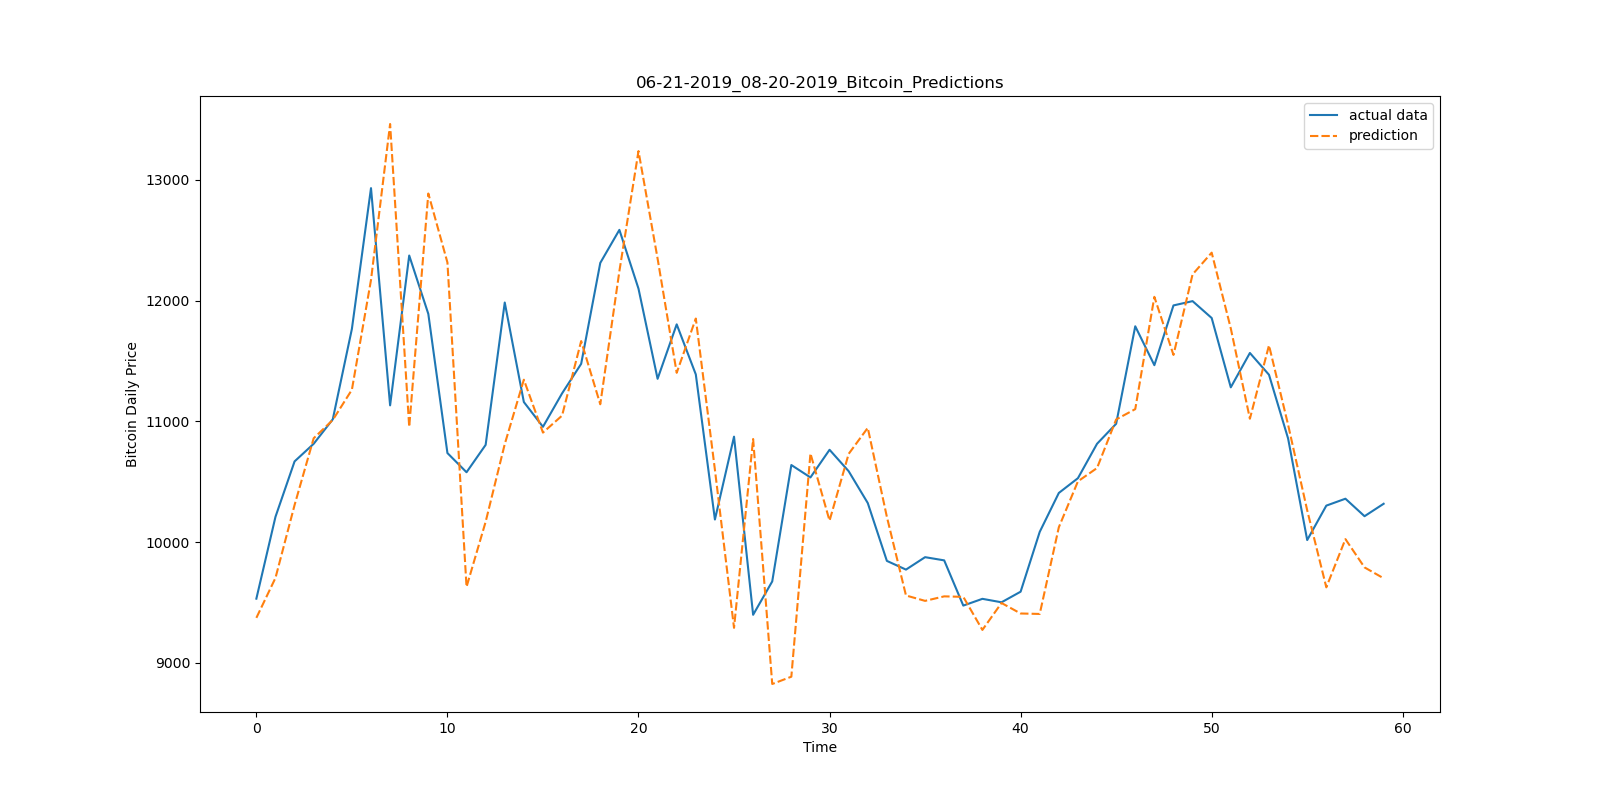 06-21-2019_08-20-2019_Bitcoin_Predictions
actual data
prediction
13000
12000
11000
10000
9000
Bitcoin Daily Price
0 10 20 30 40 50 60
Time